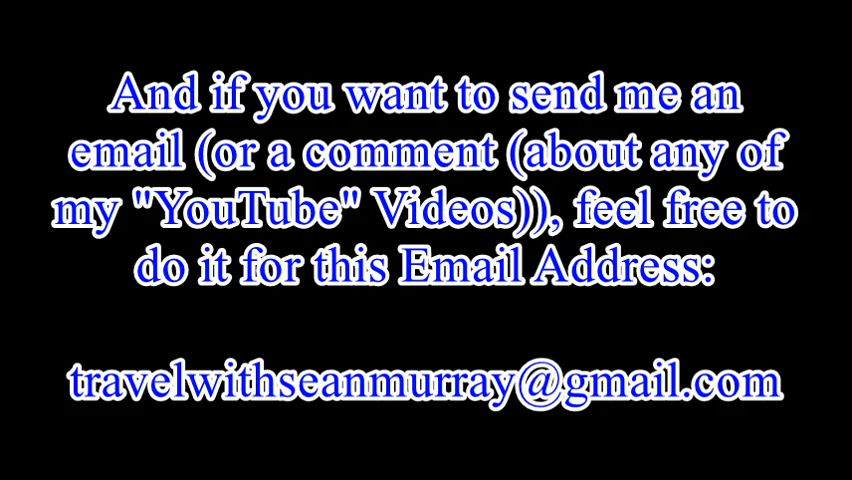 And if you want to send me an
email (or a comment (about any of
my "YouTube" Videos)), feel free to
do it for this Email Address:
travelwithseanmurray@gmail.com